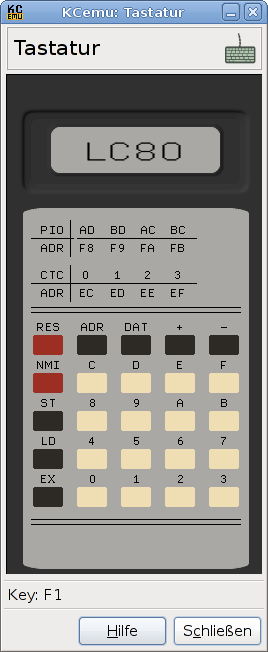 KC EMU KCemu: Tastatur
Tastatur
LC80
PIO AD BD AC BC
ADR F8 F9 FA FB
CTC 0 1 2 3
ADR EC ED EE EF
RES ADR DAT + -
NMI C D E F
ST 8 9 A B
LD 4 5 6 7
EX 0 1 2 3
Key: F1
Hilfe Schließen